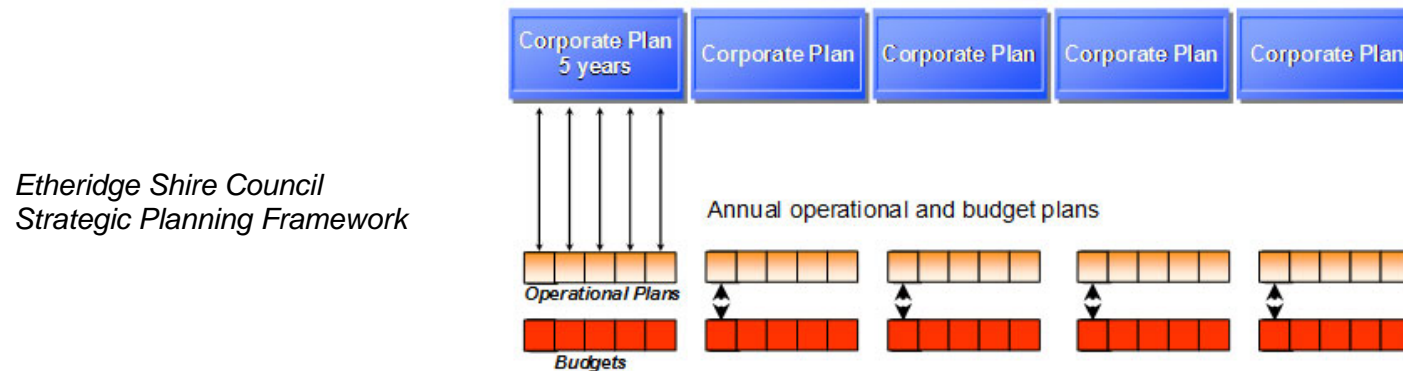 Corporate Plan
5 years
Corporate Plan
Corporate Plan
Corporate Plan
Corporate Plan
Etheridge Shire Council
Strategic Planning Framework
Annual operational and budget plans
Operational Plans
Budgets